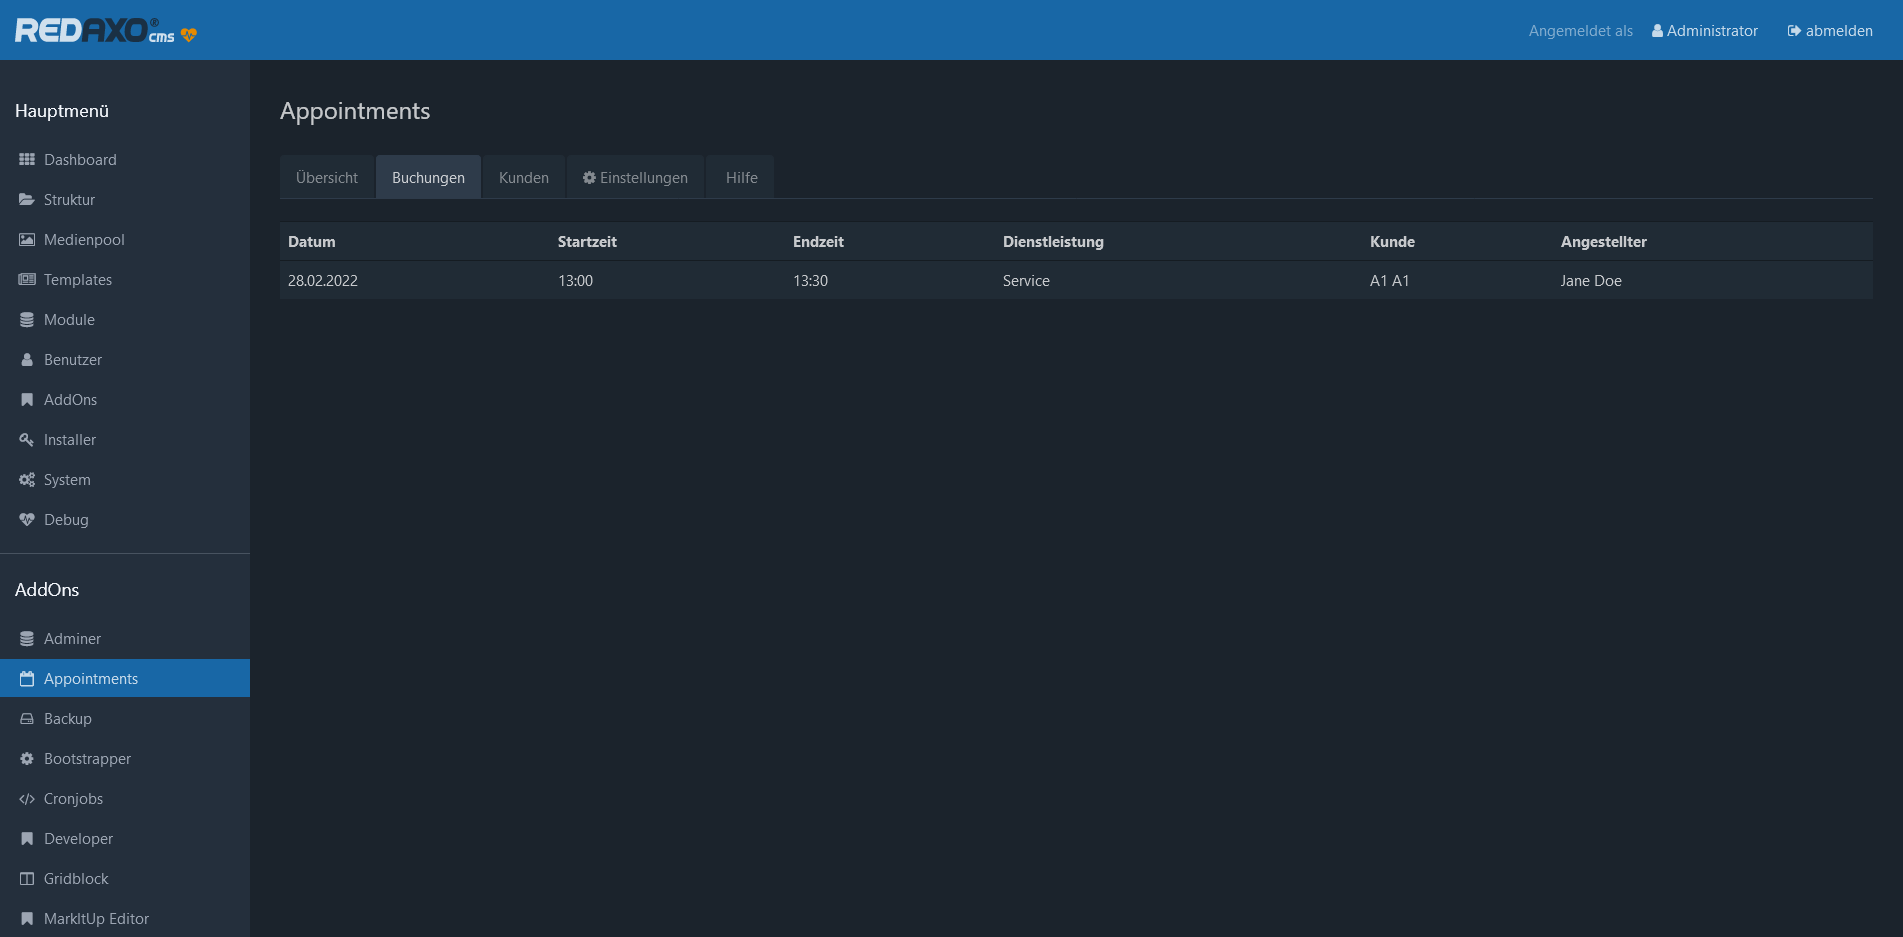 REDAXO® cms
Angemeldet als Administrator abmelden
Hauptmenü
Dashboard
Struktur
Medienpool
Templates
Module
Benutzer
AddOns
Installer
System
Debug
AddOns
Adminer
Appointments
Backup
Bootstrapper
Cronjobs
Developer
Gridblock
MarkItUp Editor
Appointments
Übersicht Buchungen Kunden Einstellungen Hilfe
Datum Startzeit Endzeit Dienstleistung Kunde Angestellter
28.02.2022 13:00 13:30 Service A1 A1 Jane Doe